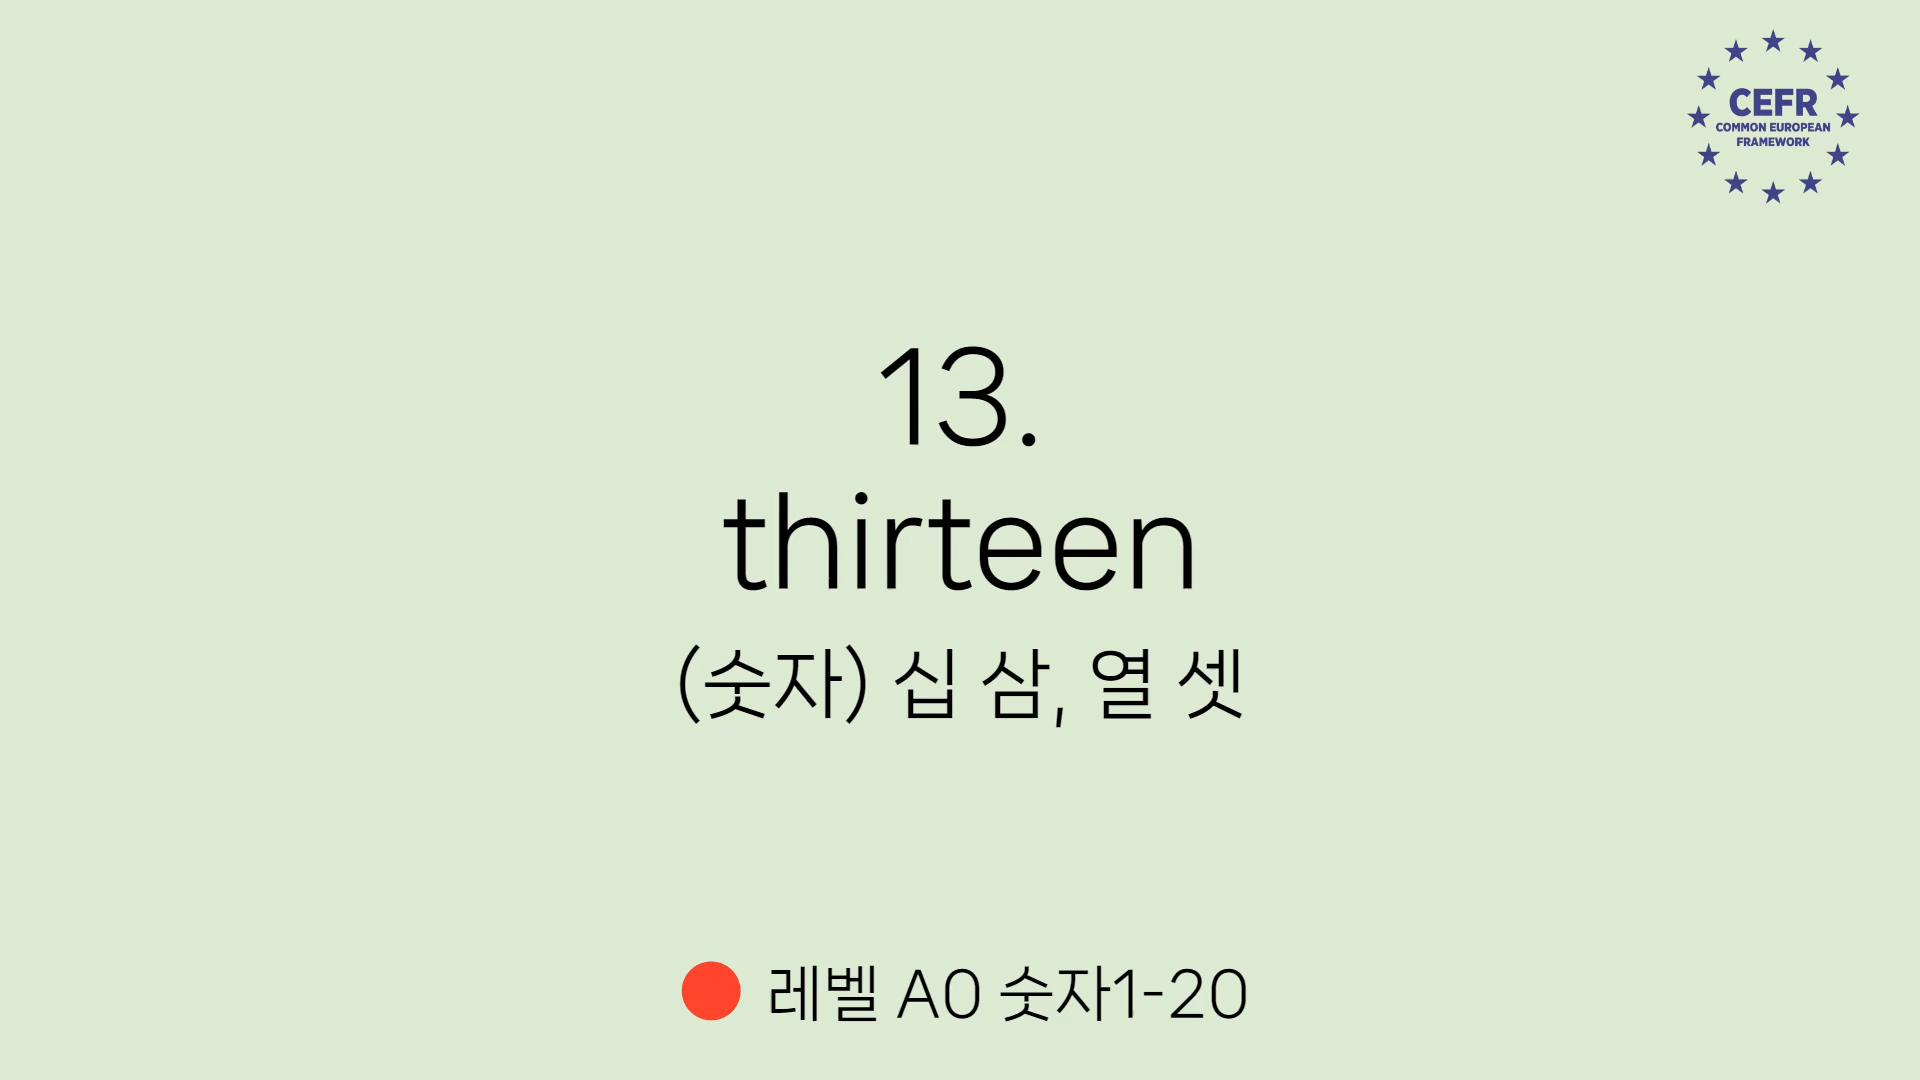 CEFR
COMMON EUROPEAN
FRAMEWORK
13.
thirteen
(숫자) 십 삼, 열 셋
레벨 A0 숫자1-20